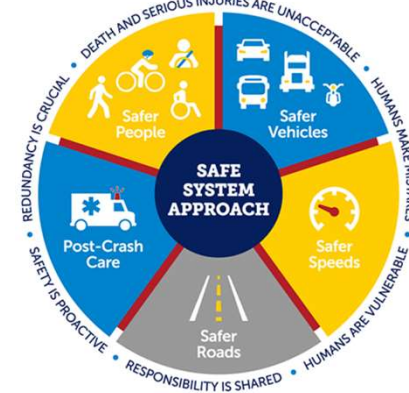 DEATH AND SERIOUS INJURIES ARE UNACCEPTABLE
HUMANS MAKE
HUMANS ARE VULNERABLE
RESPONSIBILITY IS SHARED
SAFETY IS PROACTIVE
REDUNDANCY IS CRUCIAL
Safer
People
Safer
Vehicles
SAFE
SYSTEM
APPROACH
Post-Crash
Care
Safer
Speeds
Safer
Roads